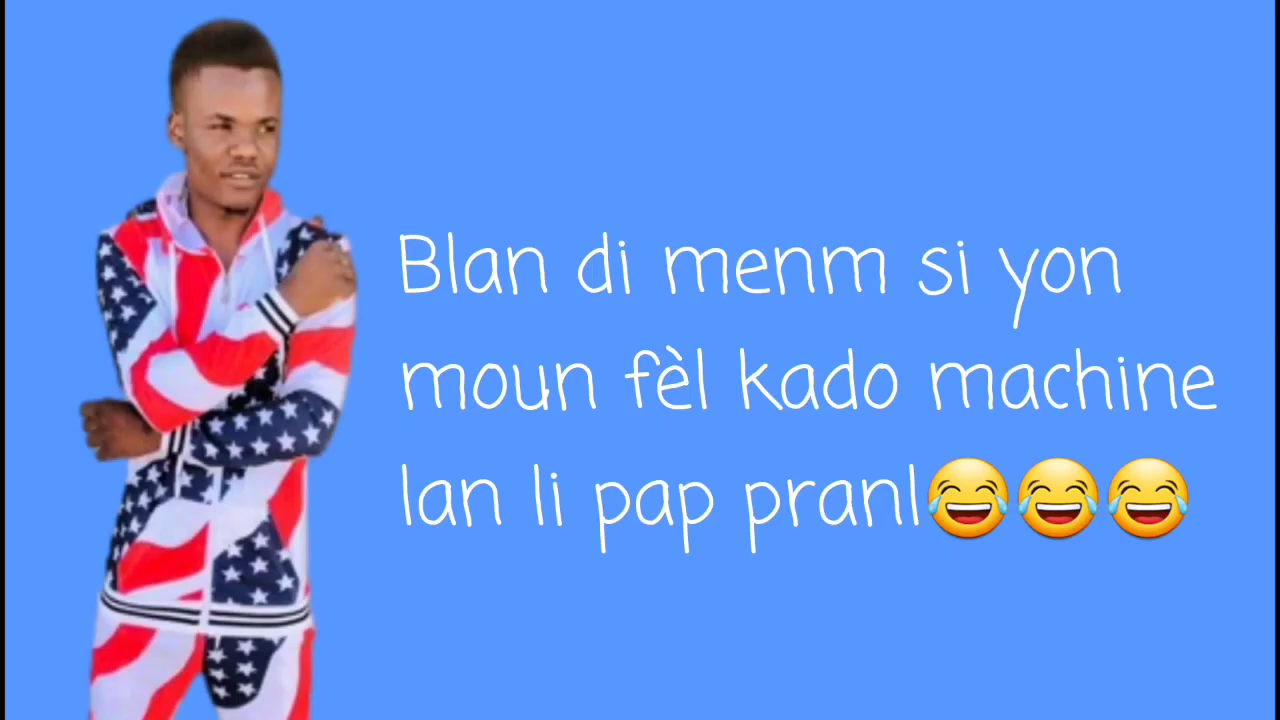 Blan di menm si yon
moun fèl kado machine
lan li pap pranl😂😂😂